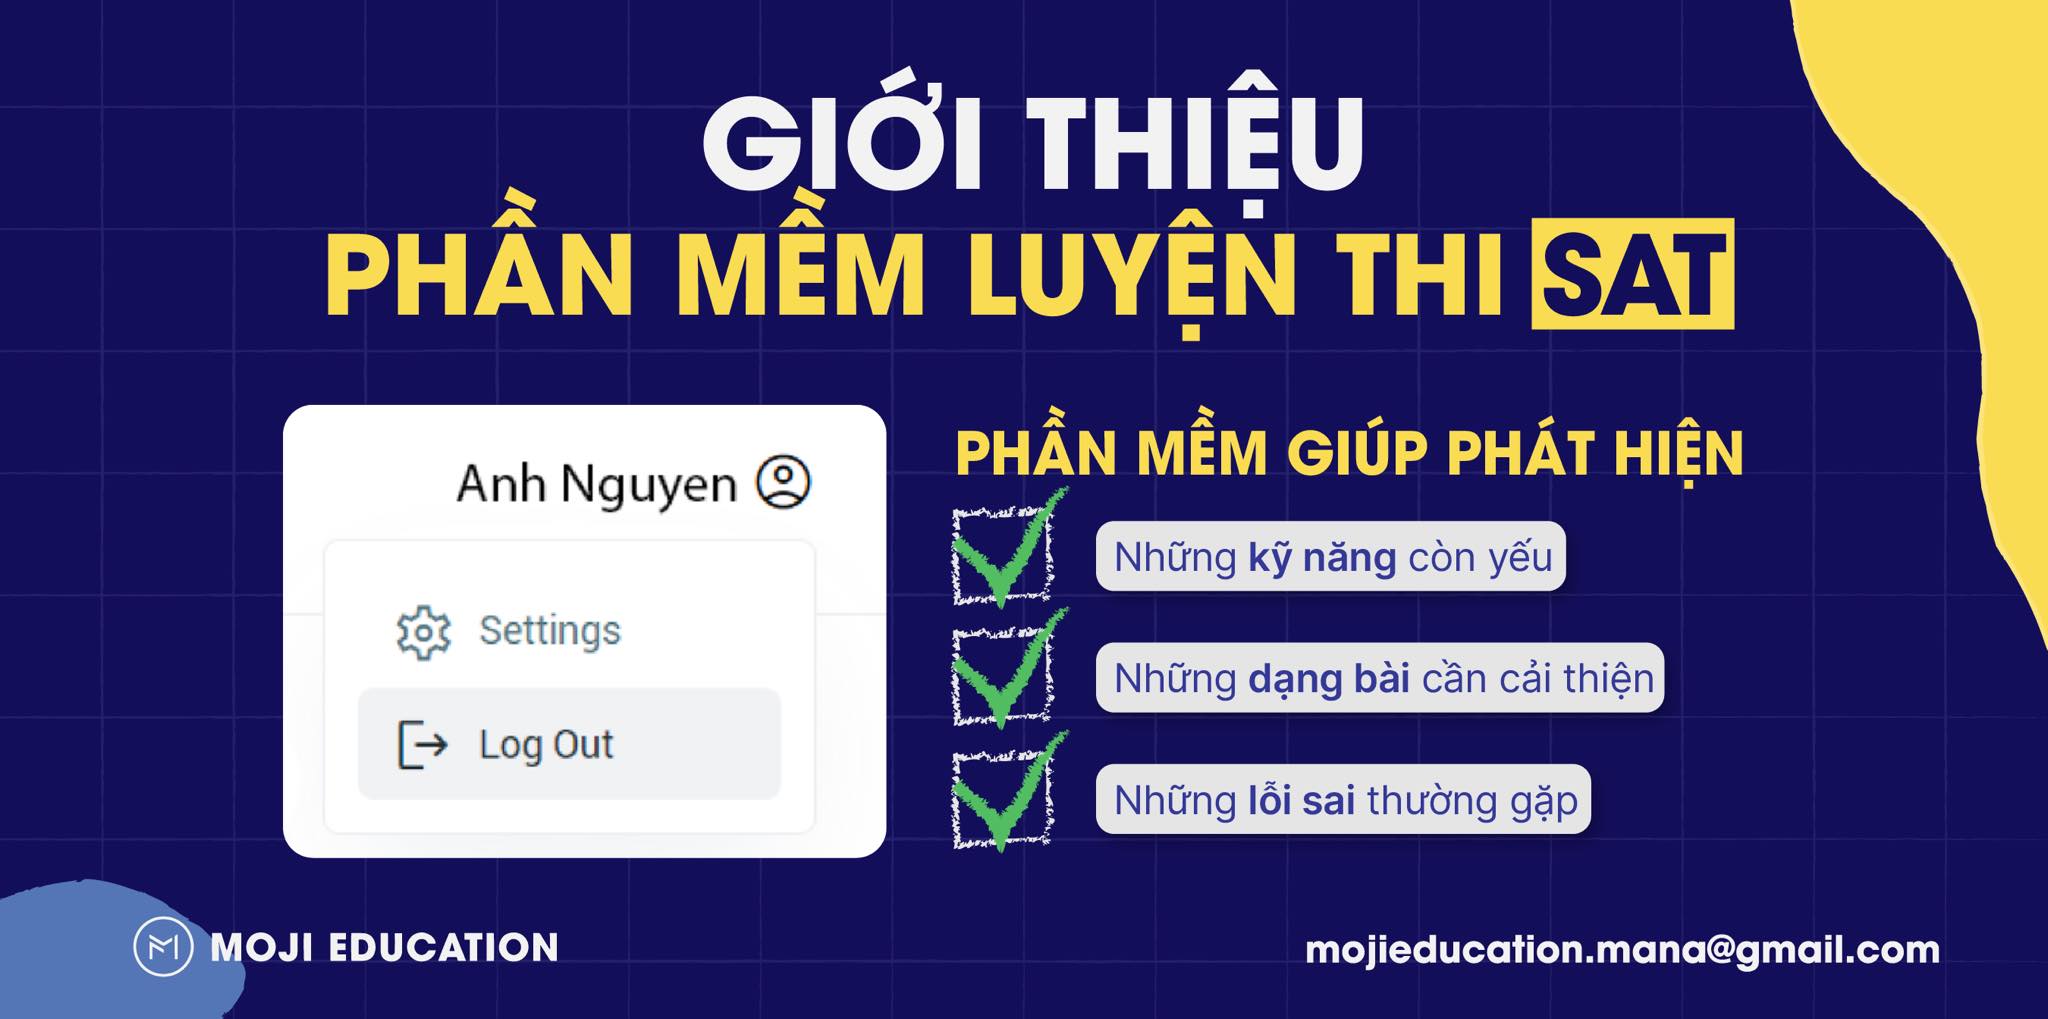 GIỚI THIỆU
PHẦN MỀM LUYỆN THI SAT
Anh Nguyen
Settings
Log Out
PHẦN MỀM GIÚP PHÁT HIỆN
Những kỹ năng còn yếu
Những dạng bài cần cải thiện
Những lỗi sai thường gặp
MOJI EDUCATION
mojieducation.mana@gmail.com